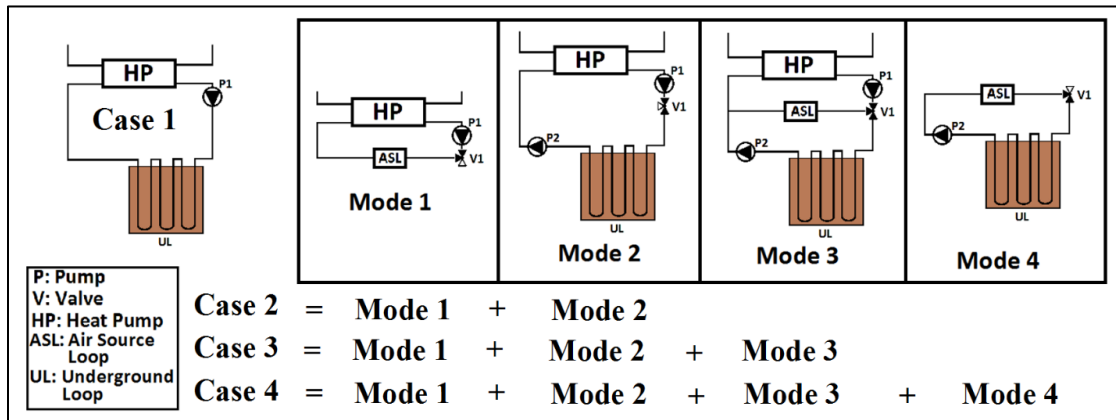 HP
P1
Case 1
UL
HP
P1
ASL
V1
Mode 1
HP
P1
V1
P2
UL
Mode 2
HP
P1
ASL
V1
P2
UL
Mode 3
ASL
V1
P2
UL
Mode 4
P: Pump
V: Valve
HP: Heat Pump
ASL: Air Source
Loop
UL: Underground
Loop
Case 2 = Mode 1 + Mode 2
Case 3 = Mode 1 + Mode 2 + Mode 3
Case 4 = Mode 1 + Mode 2 + Mode 3 + Mode 4